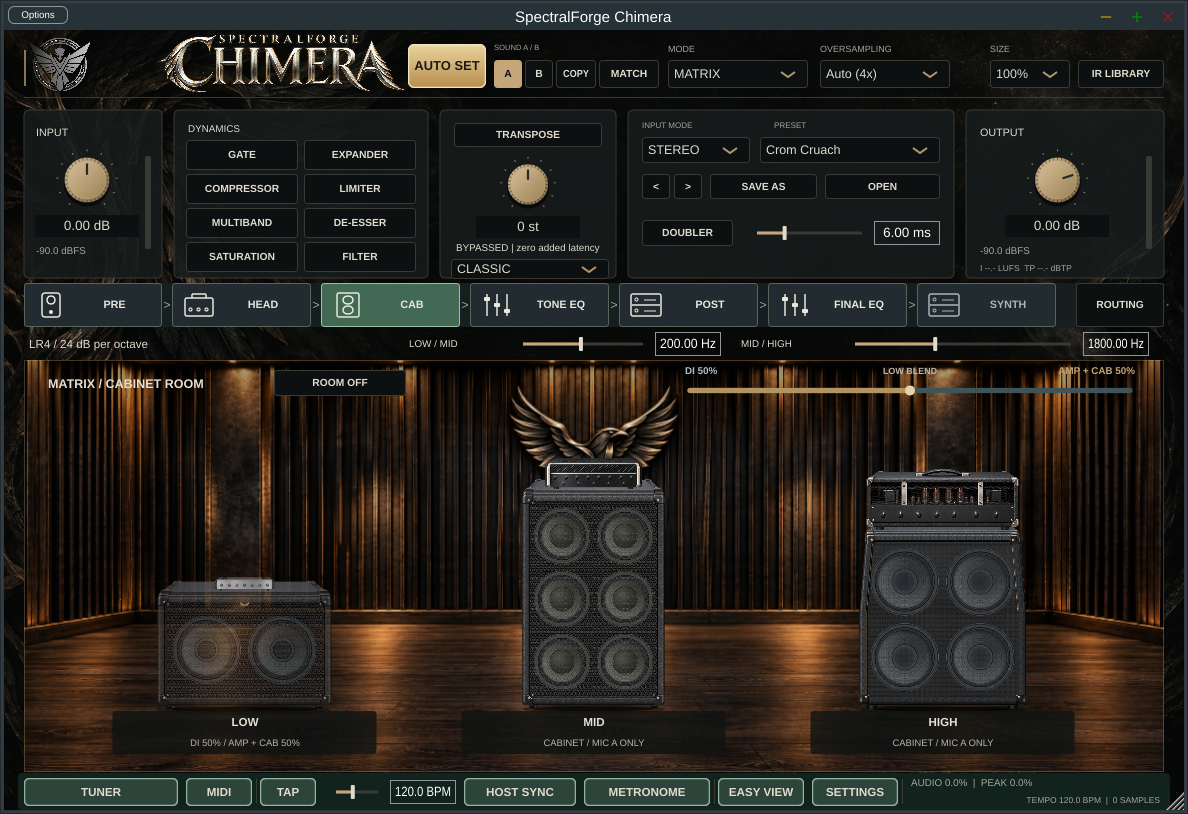 Options
SpectralForge Chimera
SPECTRALFORGE
CHIMERA
AUTO SET
SOUND A / B
A
B
COPY
MATCH
MODE
MATRIX
OVERSAMPLING
Auto (4x)
SIZE
100%
IR LIBRARY
INPUT
0.00 dB
-90.0 dBFS
DYNAMICS
GATE
EXPANDER
COMPRESSOR
LIMITER
MULTIBAND
DE-ESSER
SATURATION
FILTER
TRANSPOSE
0 st
BYPASSED | zero added latency
CLASSIC
INPUT MODE
PRESET
STEREO
Crom Cruach
<
>
SAVE AS
OPEN
DOUBLER
6.00 ms
OUTPUT
0.00 dB
-90.0 dBFS
I --.- LUFS TP --.- dBTP
PRE
>
HEAD
>
CAB
>
TONE EQ
>
POST
>
FINAL EQ
>
SYNTH
ROUTING
LR4 / 24 dB per octave
LOW / MID
200.00 Hz
MID / HIGH
1800.00 Hz
MATRIX / CABINET ROOM
ROOM OFF
DI 50%
LOW BLEND
AMP + CAB 50%
LOW
DI 50% / AMP + CAB 50%
MID
CABINET / MIC A ONLY
HIGH
CABINET / MIC A ONLY
TUNER
MIDI
TAP
120.0 BPM
HOST SYNC
METRONOME
EASY VIEW
SETTINGS
AUDIO 0.0% | PEAK 0.0%
TEMPO 120.0 BPM | 0 SAMPLES